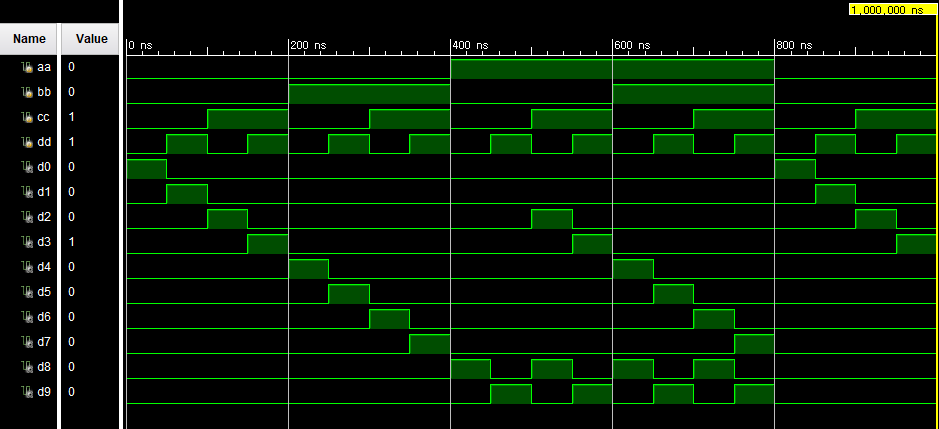 1,000,000 ns
Name Value
0 ns 200 ns 400 ns 600 ns 800 ns
aa 0
bb 0
cc 1
dd 1
d0 0
d1 0
d2 0
d3 1
d4 0
d5 0
d6 0
d7 0
d8 0
d9 0